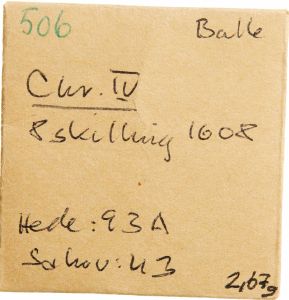 506 Balle
Chr. IV
8 skilling 1608
Hede: 93A
Schou: 43
2,67g